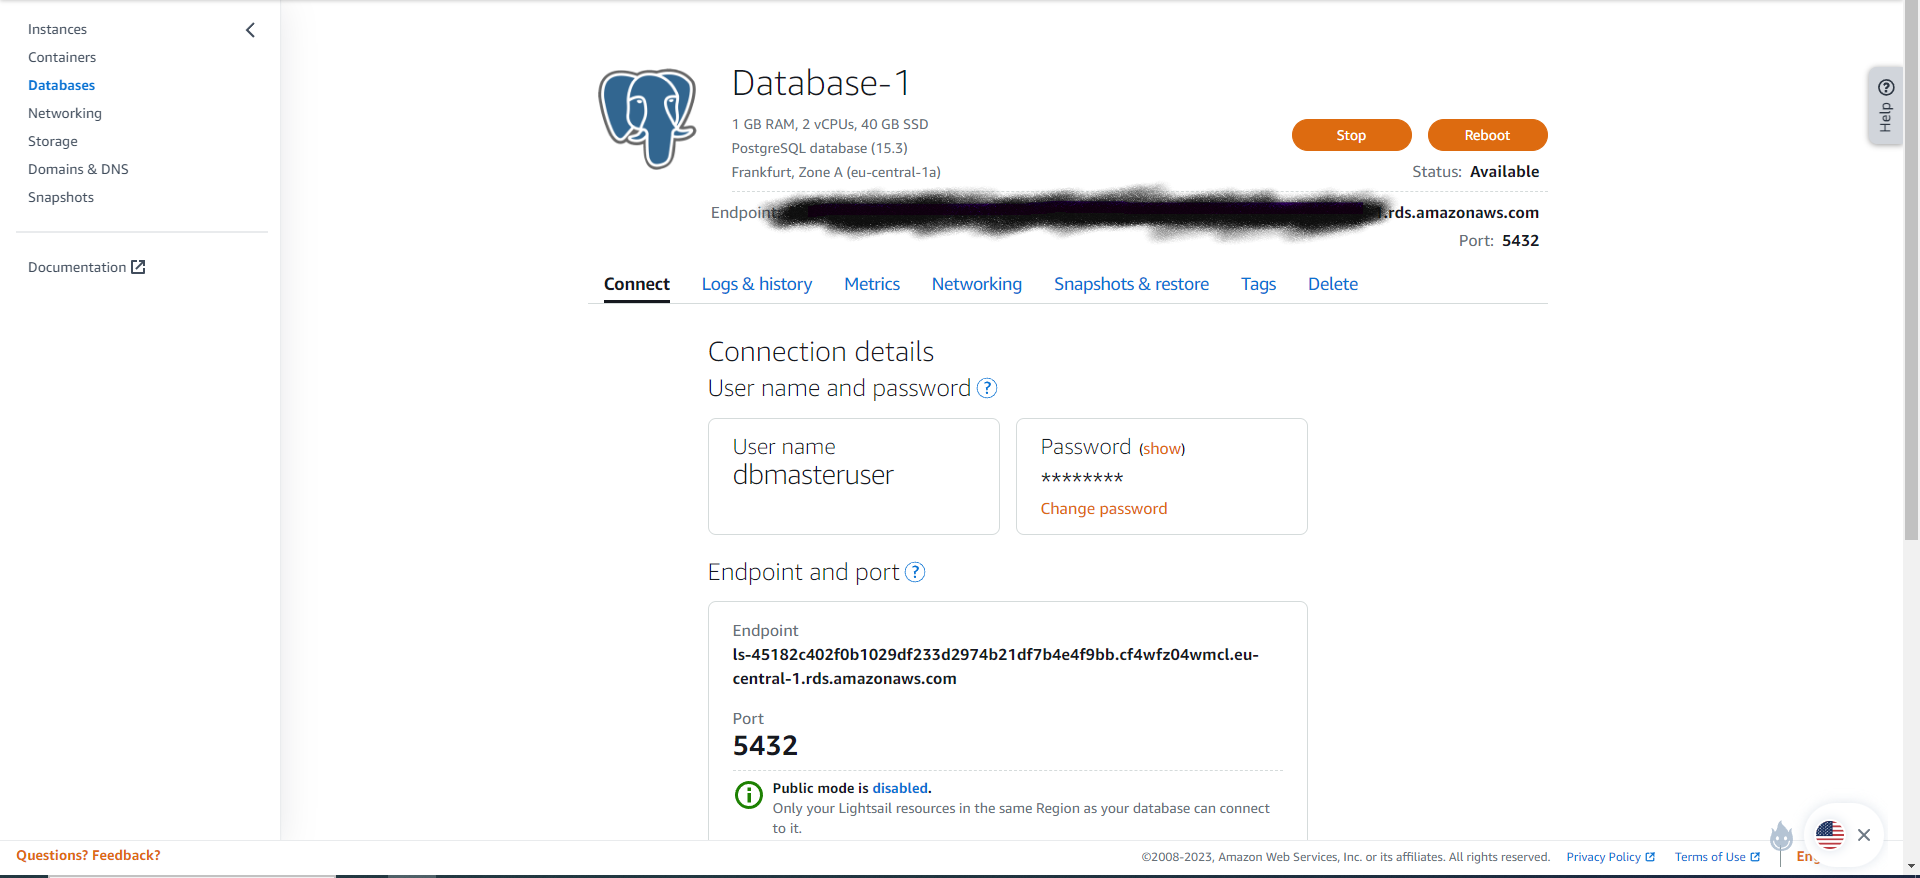 Instances
Containers
Databases
Networking
Storage
Domains & DNS
Snapshots
Documentation
Database-1
1 GB RAM, 2 vCPUs, 40 GB SSD
PostgreSQL database (15.3)
Frankfurt, Zone A (eu-central-1a)
Stop
Reboot
Status: Available
Endpoint .rds.amazonaws.com
Port: 5432
Help
Connect Logs & history Metrics Networking Snapshots & restore Tags Delete
Connection details
User name and password ?
User name
dbmasteruser
Password (show)
********
Change password
Endpoint and port ?
Endpoint
ls-45182c402f0b1029df233d2974b21df7b4e4f9bb.cf4wfz04wmcl.eu-
central-1.rds.amazonaws.com
Port
5432
Public mode is disabled.
Only your Lightsail resources in the same Region as your database can connect
to it.
Questions? Feedback?
©2008-2023, Amazon Web Services, Inc. or its affiliates. All rights reserved. Privacy Policy Terms of Use